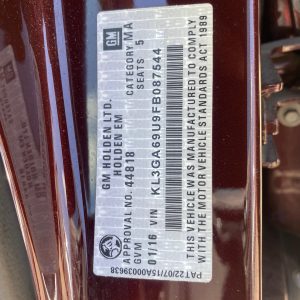 GM
GM HOLDEN LTD.
HOLDEN EM CATEGORY MA
APPROVAL NO. 44818 SEATS 5
GVM
01/16 VIN KL3GA69U9FB087544
THIS VEHICLE WAS MANUFACTURED TO COMPLY
WITH THE MOTOR VEHICLE STANDARDS ACT 1989
PAT22/07/15A00039638